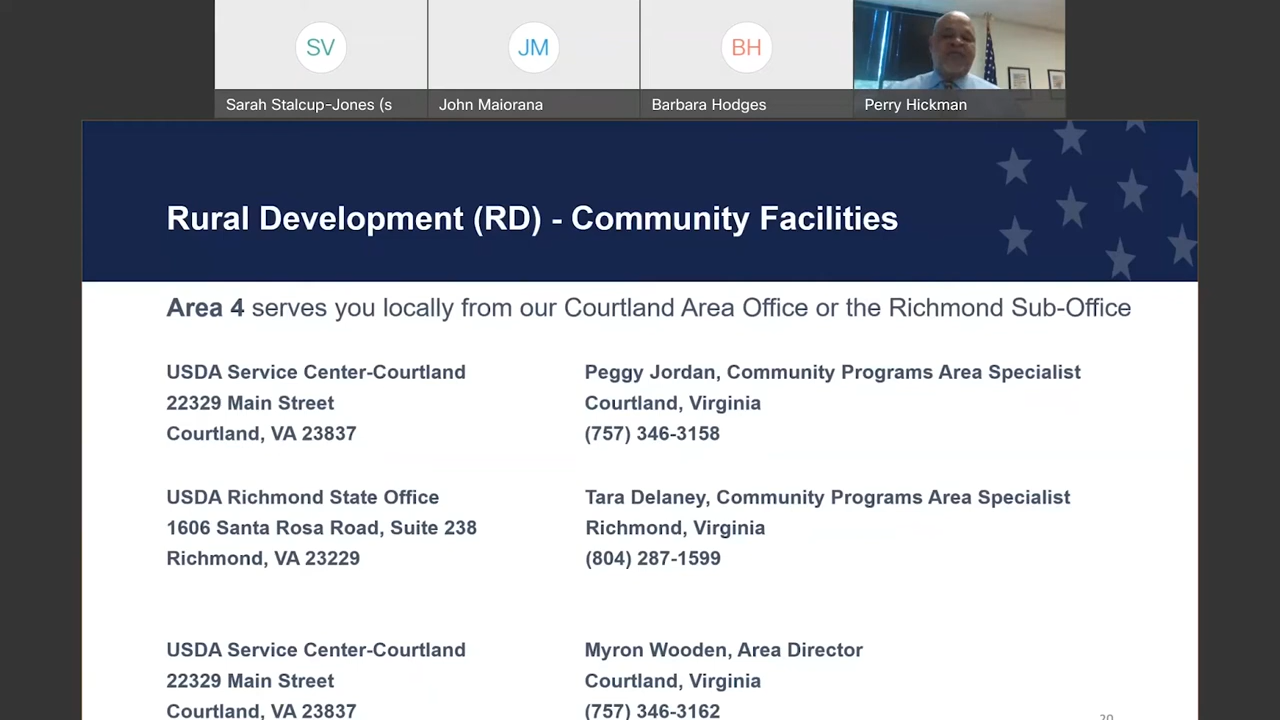 SV
JM
BH
Sarah Stalcup-Jones (s
John Maiorana
Barbara Hodges
Perry Hickman
Rural Development (RD) - Community Facilities
Area 4 serves you locally from our Courtland Area Office or the Richmond Sub-Office
USDA Service Center-Courtland
22329 Main Street
Courtland, VA 23837
Peggy Jordan, Community Programs Area Specialist
Courtland, Virginia
(757) 346-3158
USDA Richmond State Office
1606 Santa Rosa Road, Suite 238
Richmond, VA 23229
Tara Delaney, Community Programs Area Specialist
Richmond, Virginia
(804) 287-1599
USDA Service Center-Courtland
22329 Main Street
Courtland, VA 23837
Myron Wooden, Area Director
Courtland, Virginia
(757) 346-3162
20